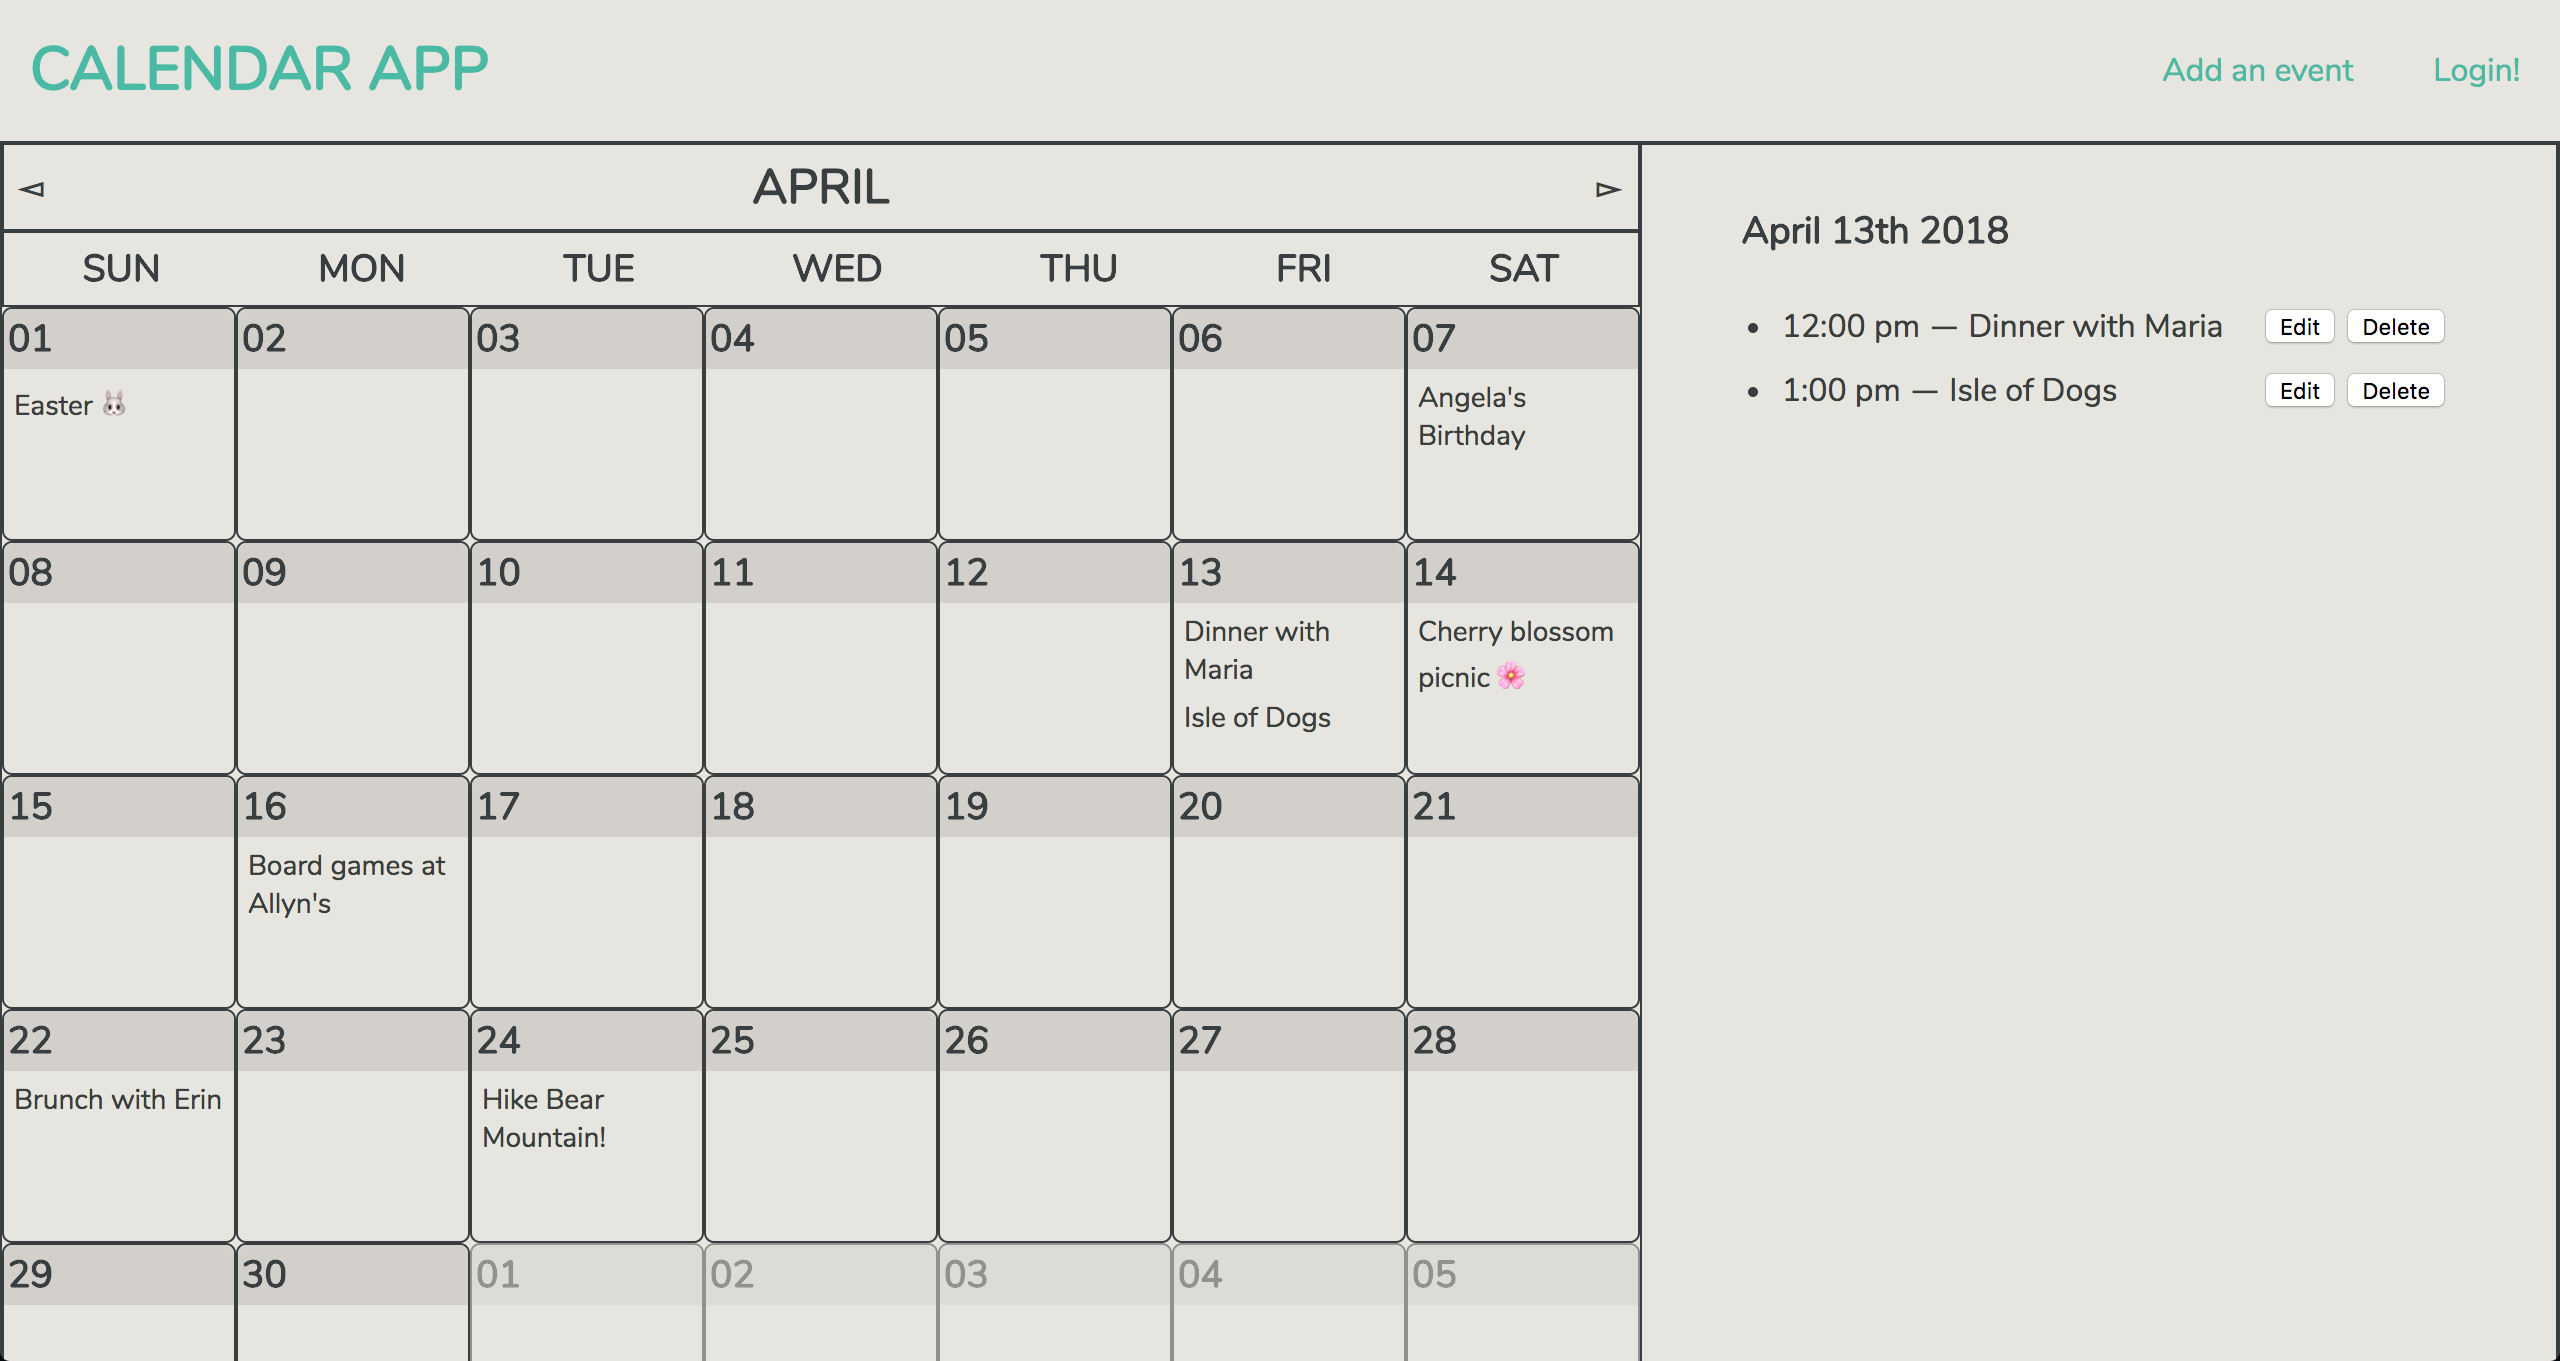 CALENDAR APP
Add an event
Login!
◅ APRIL ▻
SUN MON TUE WED THU FRI SAT
01 02 03 04 05 06 07
Easter 🐰
Angela's
Birthday
08 09 10 11 12 13 14
Dinner with
Maria
Isle of Dogs
Cherry blossom
picnic 🌸
15 16 17 18 19 20 21
Board games at
Allyn's
22 23 24 25 26 27 28
Brunch with Erin
Hike Bear
Mountain!
29 30 01 02 03 04 05
April 13th 2018
• 12:00 pm — Dinner with Maria Edit Delete
• 1:00 pm — Isle of Dogs Edit Delete